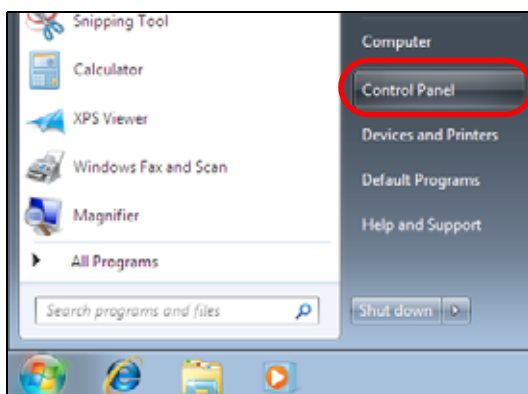 Snipping Tool
Calculator
XPS Viewer
Windows Fax and Scan
Magnifier
All Programs
Search programs and files
Computer
Control Panel
Devices and Printers
Default Programs
Help and Support
Shut down